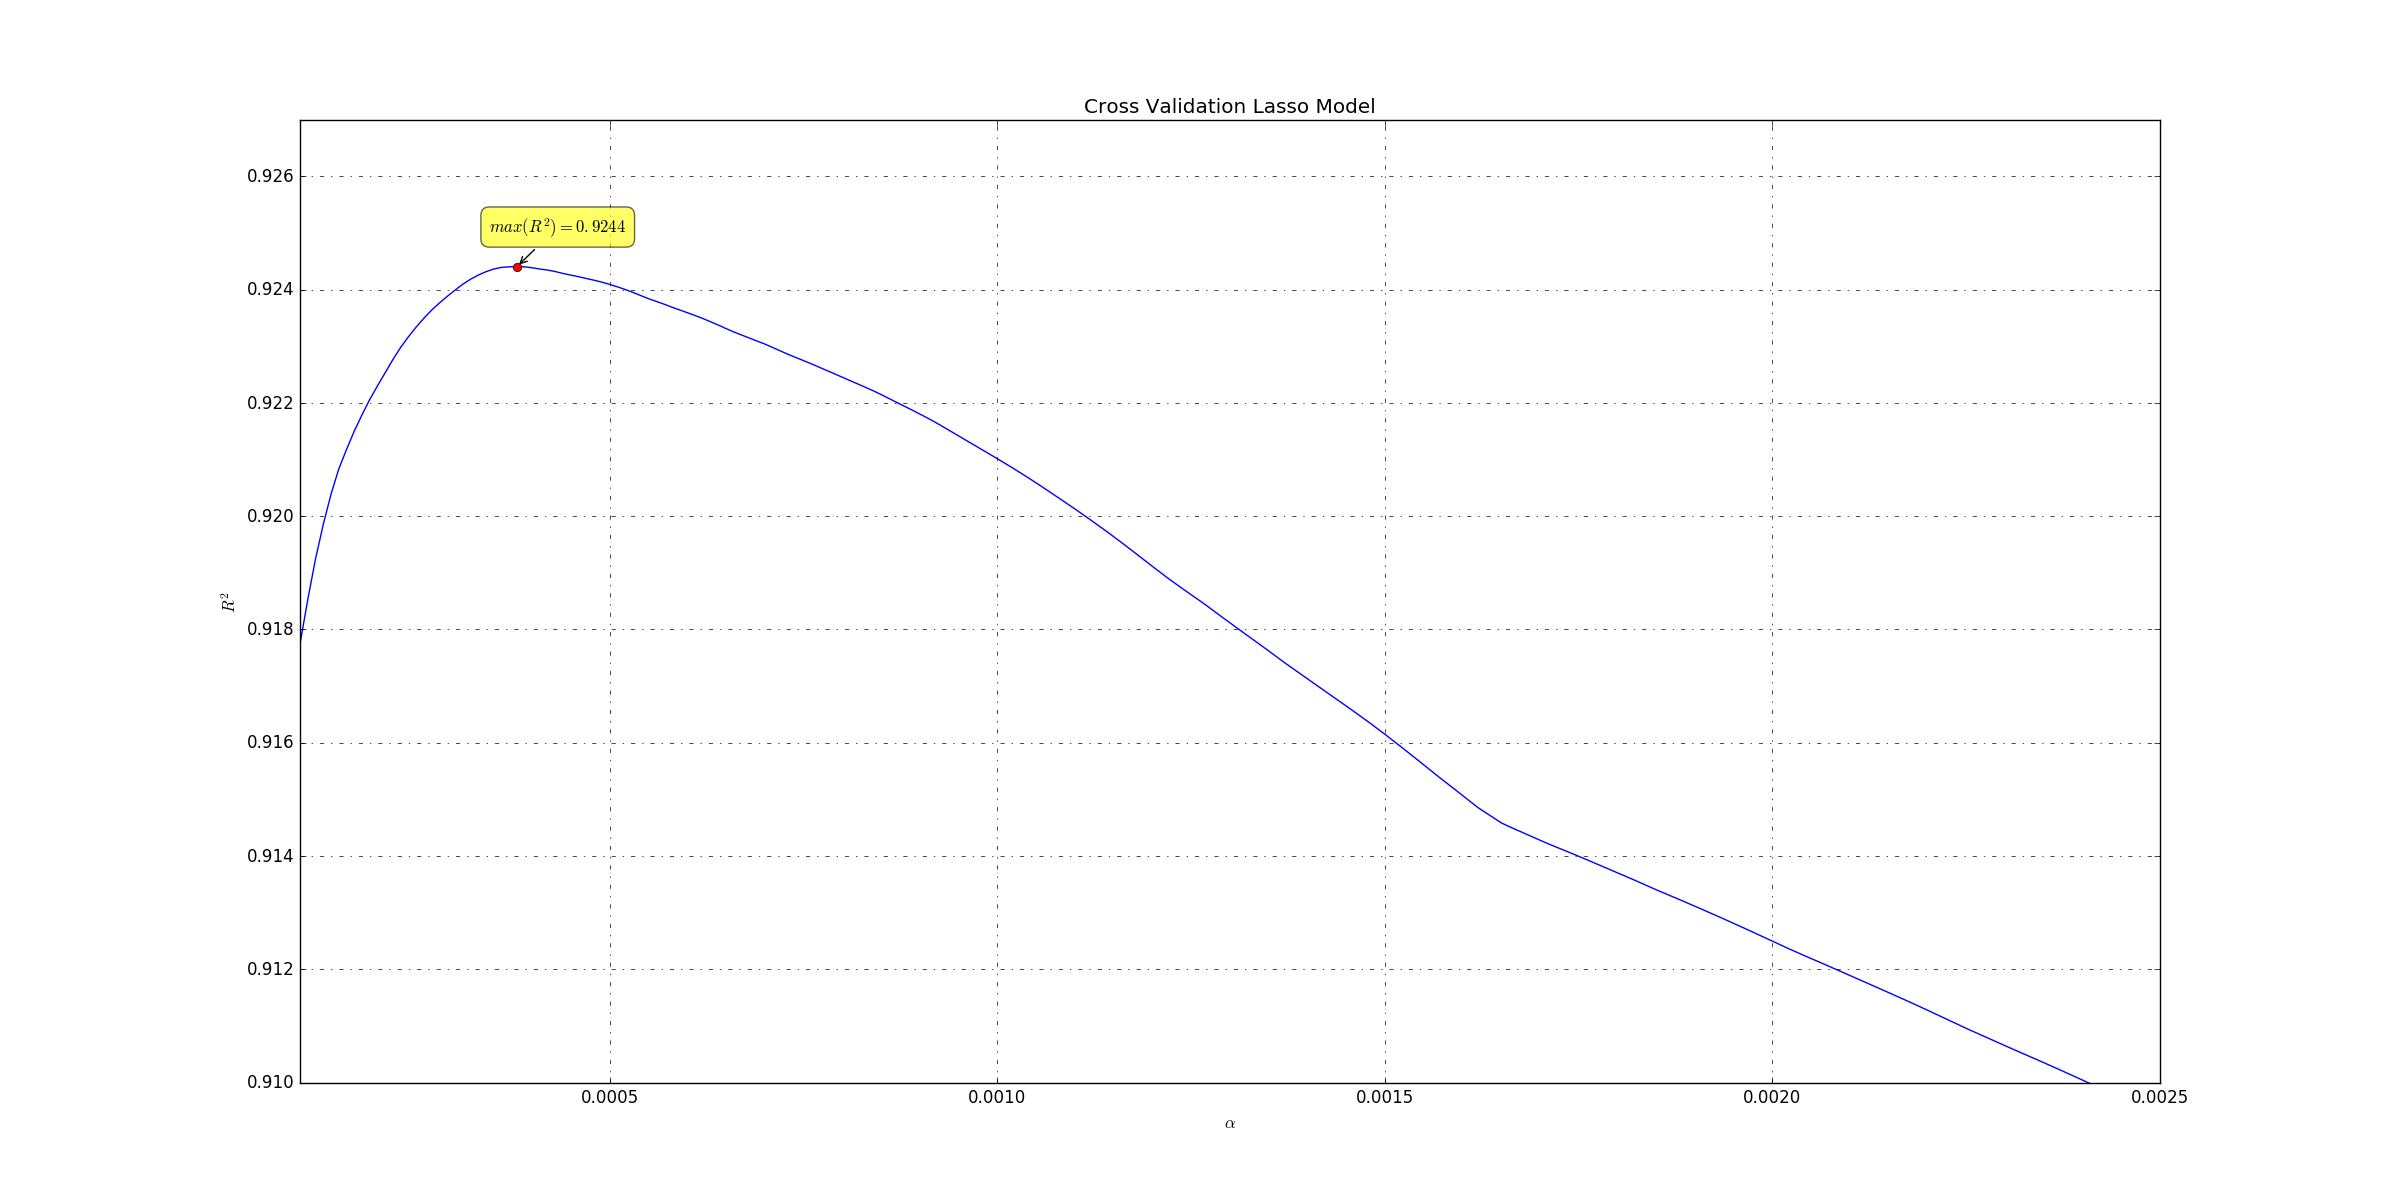 Cross Validation Lasso Model
0.926
max(R²) = 0.9244
0.924
0.922
0.920
R²
0.918
0.916
0.914
0.912
0.910
0.0005 0.0010 0.0015 0.0020 0.0025
α